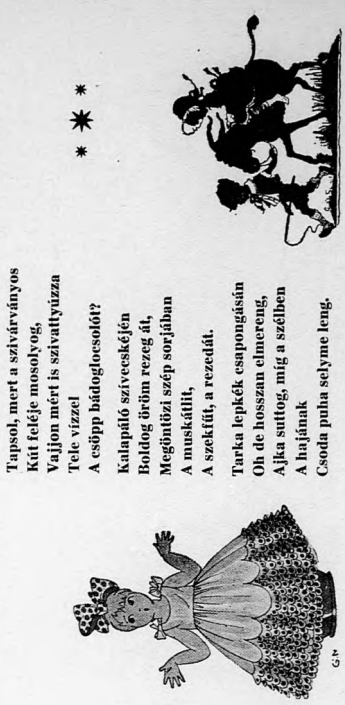 Tapsol, mert a szivárványos
Kút feléje mosolyog,
Vajjon mért is szivattyúzza
Tele vízzel
A csöpp bádoglocsolót?
Kalapáló szívecskéjén
Boldog öröm rezeg át,
Megöntözi szép sorjában
A muskátlit,
A szekfűt, a rezedát.
Tarka lepkék csapongásán
Oh de hosszan elmereng,
Ajka suttog, míg a szélben
A hajának
Csoda puha selyme leng.
G.M